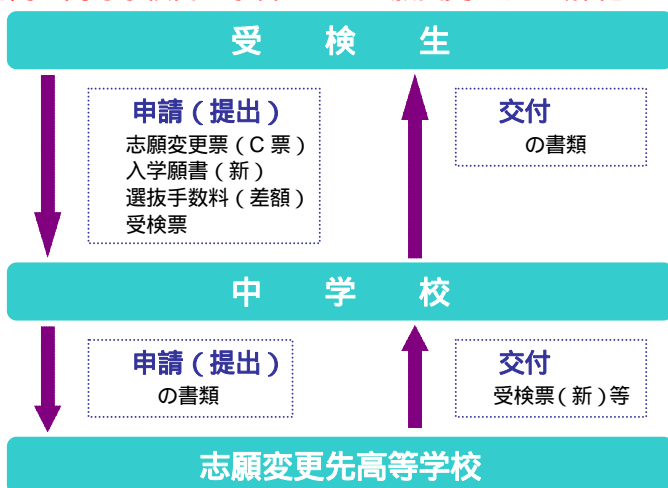 受 検 生
申請（提出）
志願変更票（C 票）
入学願書（新）
選抜手数料（差額）
受検票
交付
の書類
中 学 校
申請（提出）
の書類
交付
受検票（新）等
志願変更先高等学校